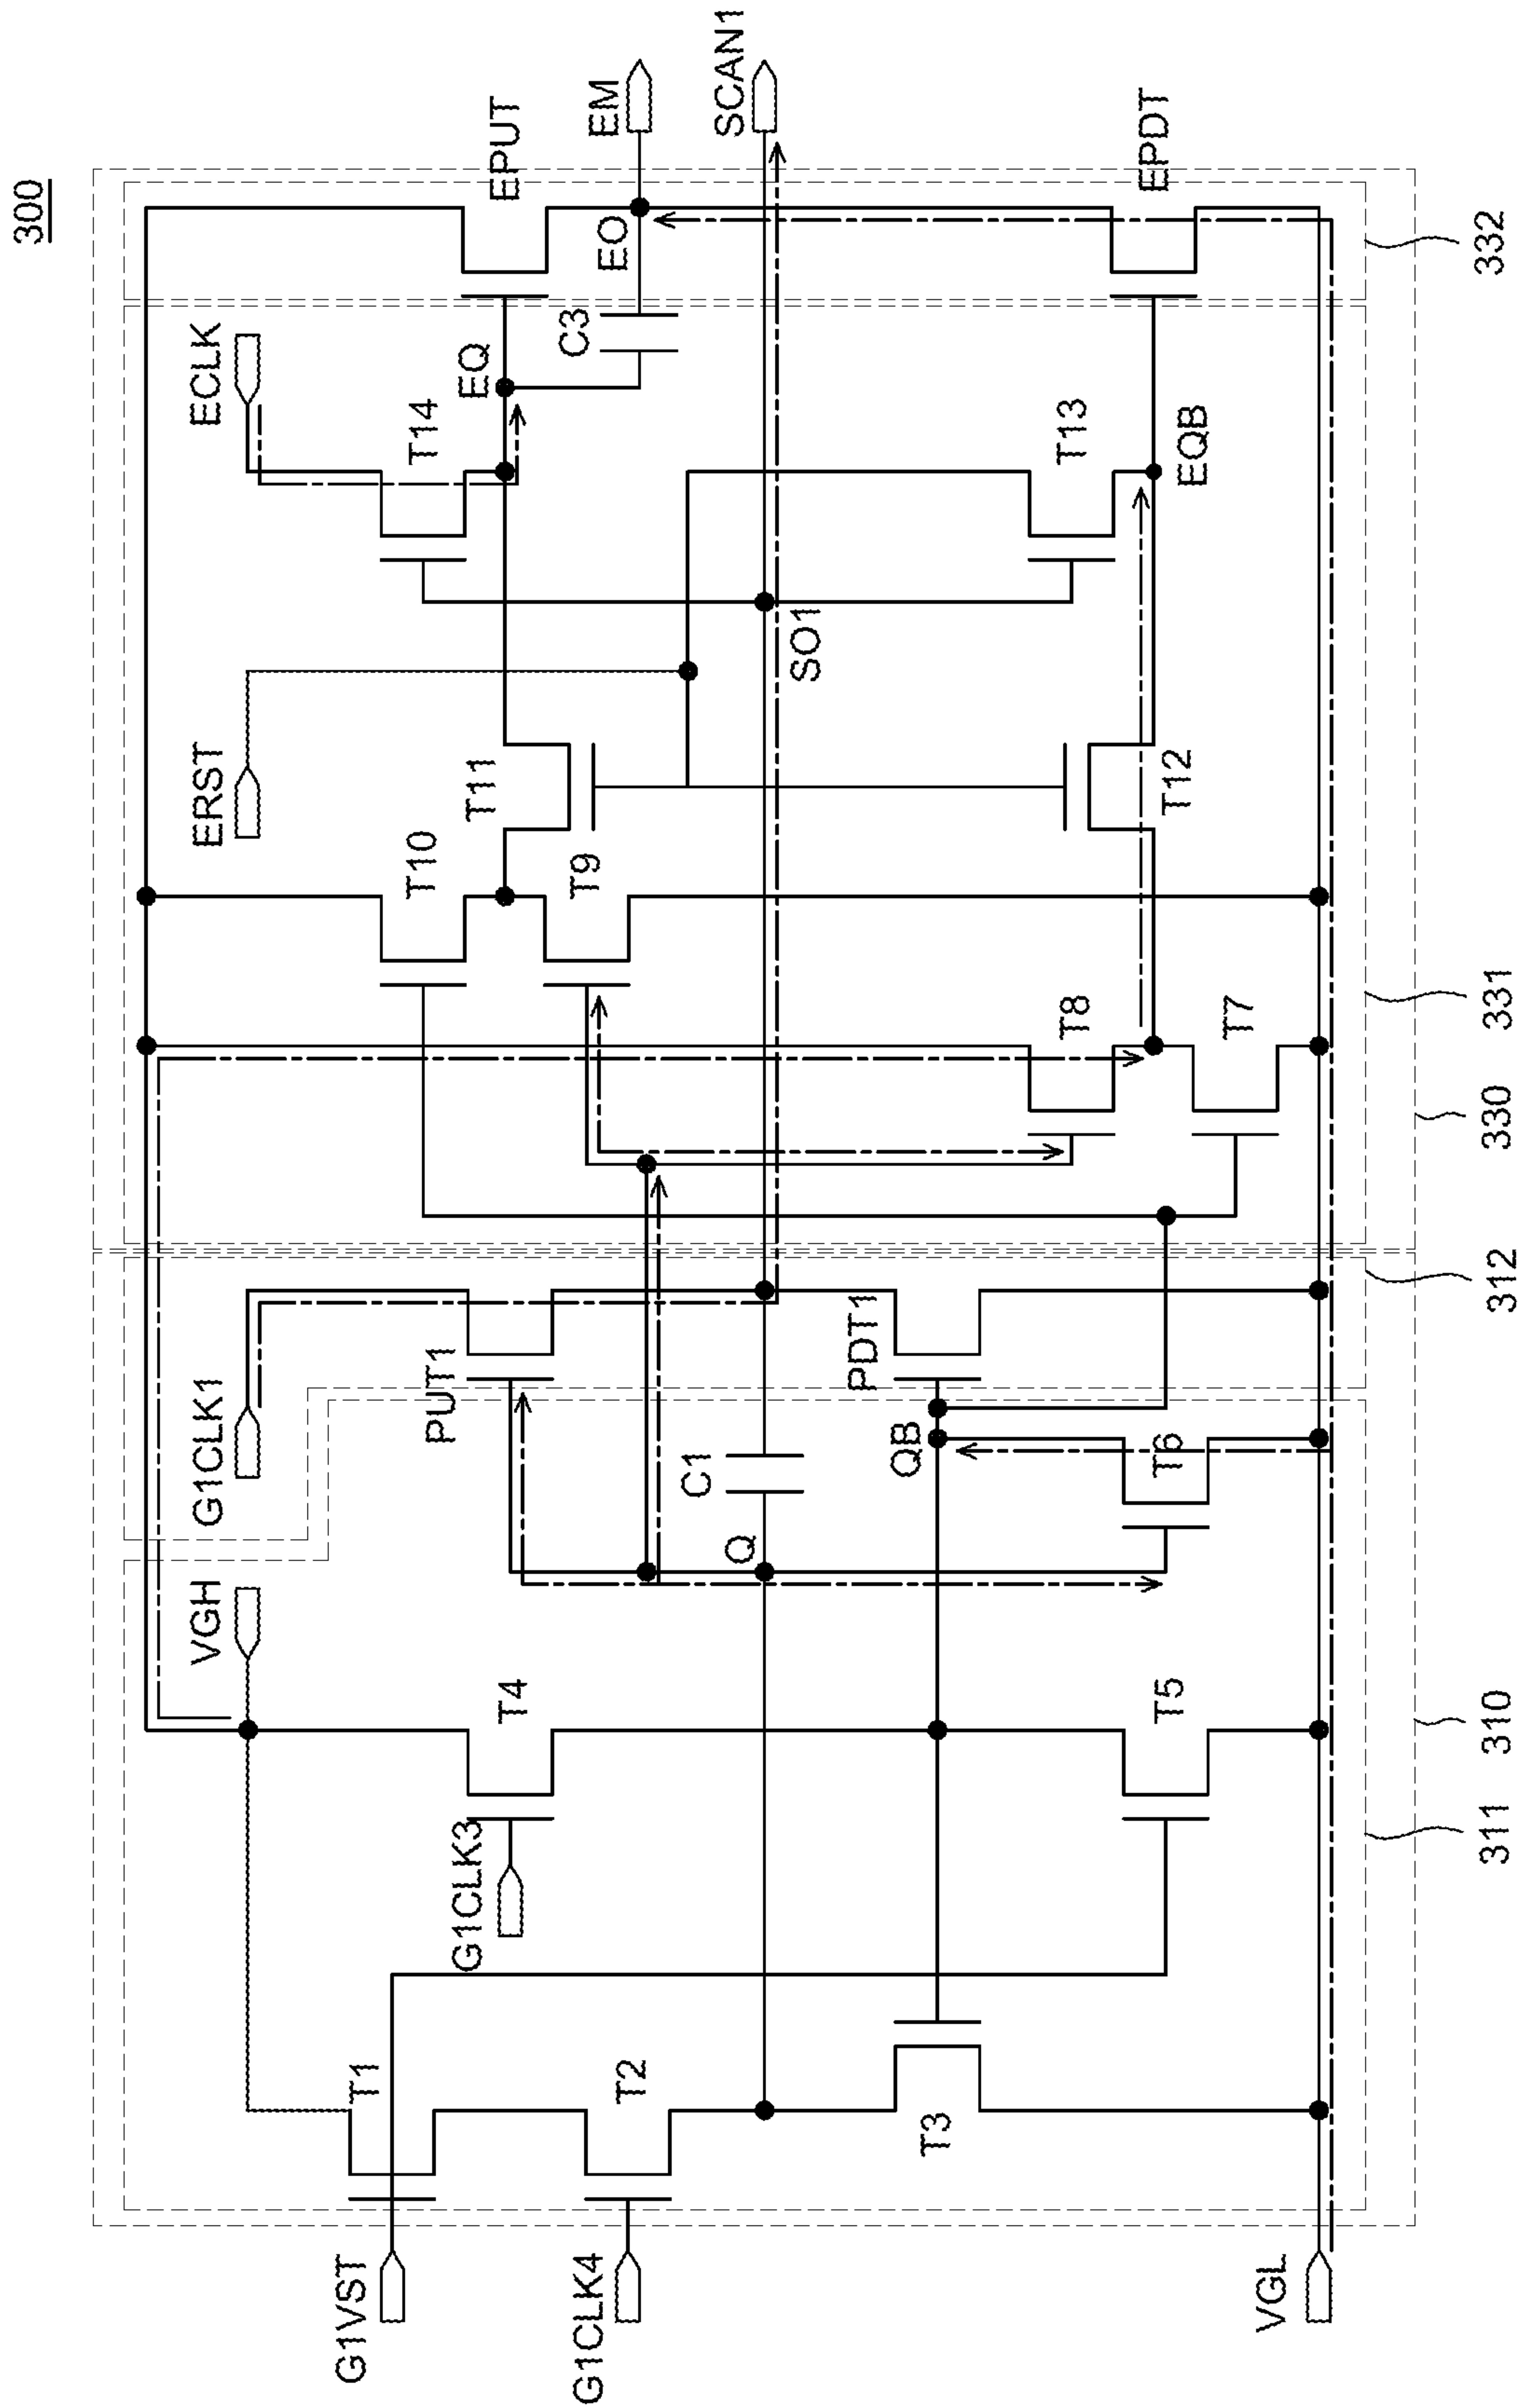 300
G1VST
G1CLK4
VGL
T1
T2
T3
G1CLK3
T4
T5
VGH
G1CLK1
Q
C1
QB
T6
PUT1
PDT1
T10
T9
T8
T7
ERST
T11
T12
SO1
ECLK
T14
T13
EQ
EQB
C3
EO
EPUT
EPDT
EM
SCAN1
311
310
312
330
331
332